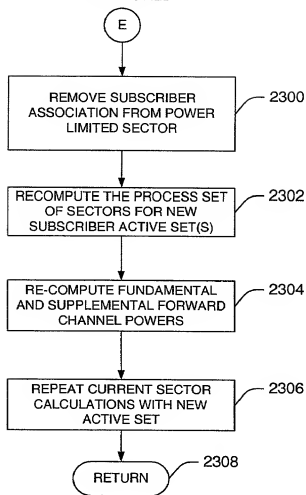 E
REMOVE SUBSCRIBER
ASSOCIATION FROM POWER
LIMITED SECTOR
2300
RECOMPUTE THE PROCESS SET
OF SECTORS FOR NEW
SUBSCRIBER ACTIVE SET(S)
2302
RE-COMPUTE FUNDAMENTAL
AND SUPPLEMENTAL FORWARD
CHANNEL POWERS
2304
REPEAT CURRENT SECTOR
CALCULATIONS WITH NEW
ACTIVE SET
2306
RETURN
2308